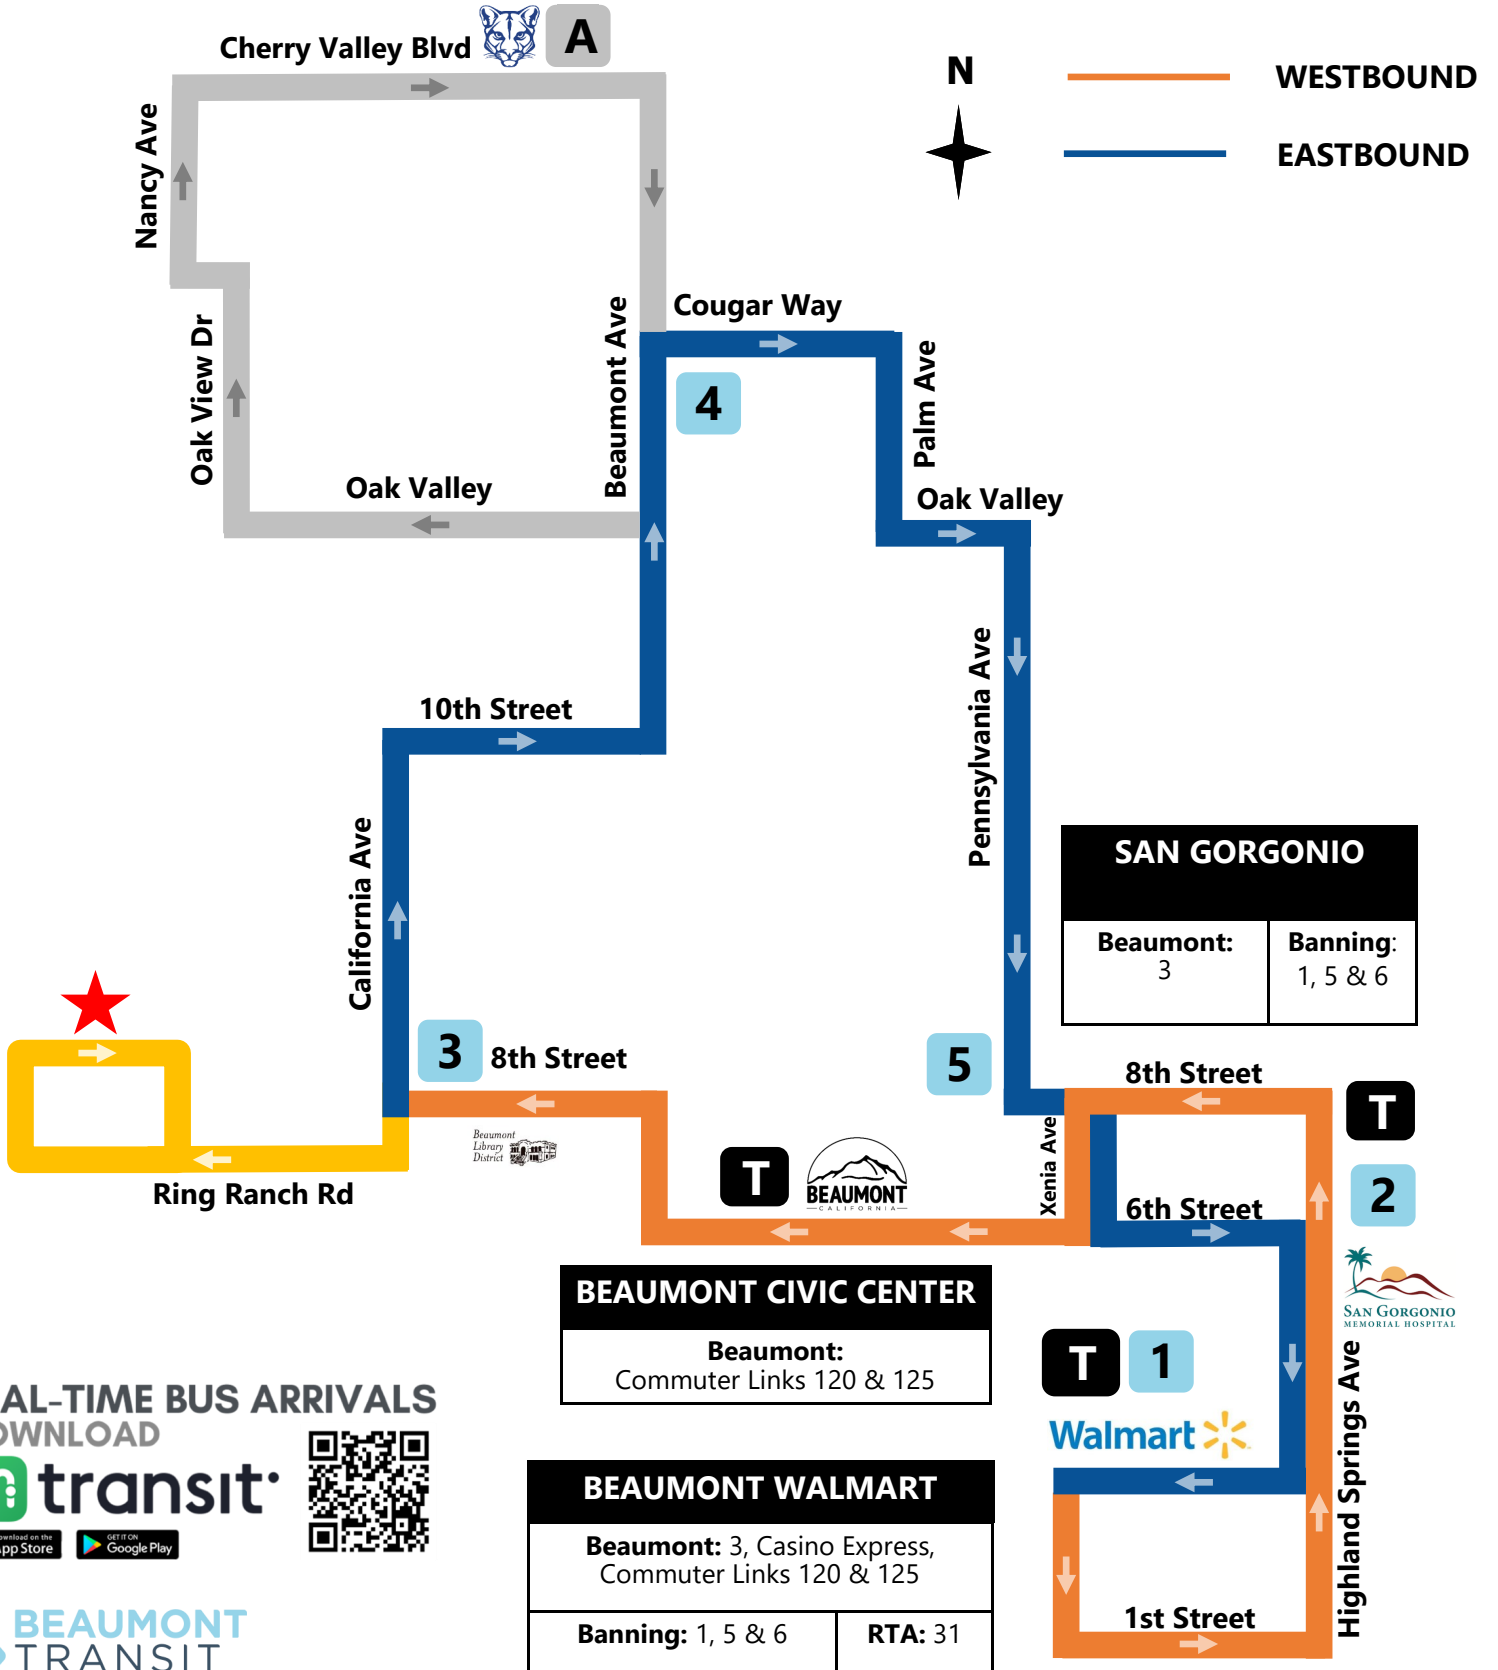 Cherry Valley Blvd
A
N
WESTBOUND
EASTBOUND
Nancy Ave
Cougar Way
Beaumont Ave
Oak View Dr
4
Palm Ave
Oak Valley
Oak Valley
Pennsylvania Ave
10th Street
California Ave
SAN GORGONIO
Beaumont:
3
Banning:
1, 5 & 6
3
8th Street
5
8th Street
T
Beaumont
Library
District
T
BEAUMONT
CALIFORNIA
Xenia Ave
Ring Ranch Rd
6th Street
2
SAN GORGONIO
MEMORIAL HOSPITAL
BEAUMONT CIVIC CENTER
Beaumont:
Commuter Links 120 & 125
T
1
Walmart
Highland Springs Ave
AL-TIME BUS ARRIVALS
OWNLOAD
transit
ownload on the
pp Store
GET IT ON
Google Play
BEAUMONT WALMART
Beaumont: 3, Casino Express,
Commuter Links 120 & 125
Banning: 1, 5 & 6
RTA: 31
1st Street
BEAUMONT
TRANSIT